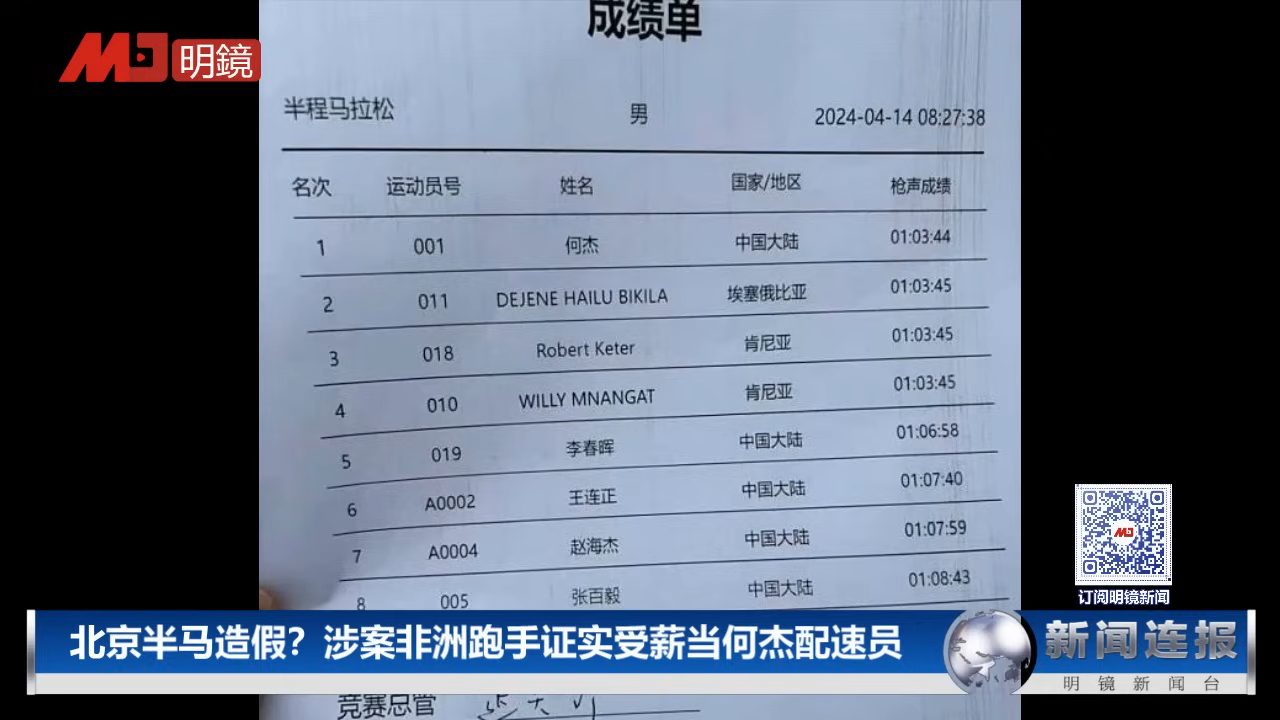 成绩单
明鏡
半程马拉松 男 2024-04-14 08:27:38
名次 运动员号 姓名 国家/地区 枪声成绩
1 001 何杰 中国大陆 01:03:44
2 011 DEJENE HAILU BIKILA 埃塞俄比亚 01:03:45
3 018 Robert Keter 肯尼亚 01:03:45
4 010 WILLY MNANGAT 肯尼亚 01:03:45
5 019 李春晖 中国大陆 01:06:58
6 A0002 王连正 中国大陆 01:07:40
7 A0004 赵海杰 中国大陆 01:07:59
8 005 张百毅 中国大陆 01:08:43
订阅明镜新闻
北京半马造假？涉案非洲跑手证实受薪当何杰配速员
新闻连报
明镜新闻台
竞赛总管